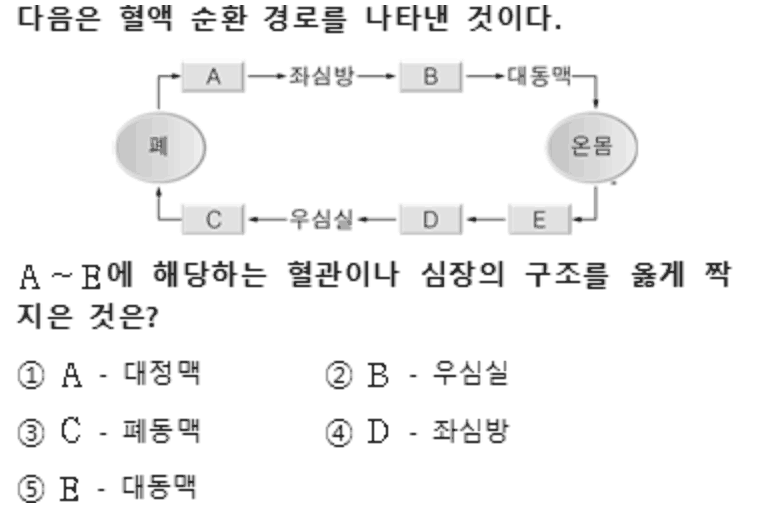 다음은 혈액 순환 경로를 나타낸 것이다.
A 좌심방 B 대동맥
폐 온몸
C 우심실 D E
A ~ E에 해당하는 혈관이나 심장의 구조를 옳게 짝
지은 것은?
① A - 대정맥 ② B - 우심실
③ C - 폐동맥 ④ D - 좌심방
⑤ E - 대동맥